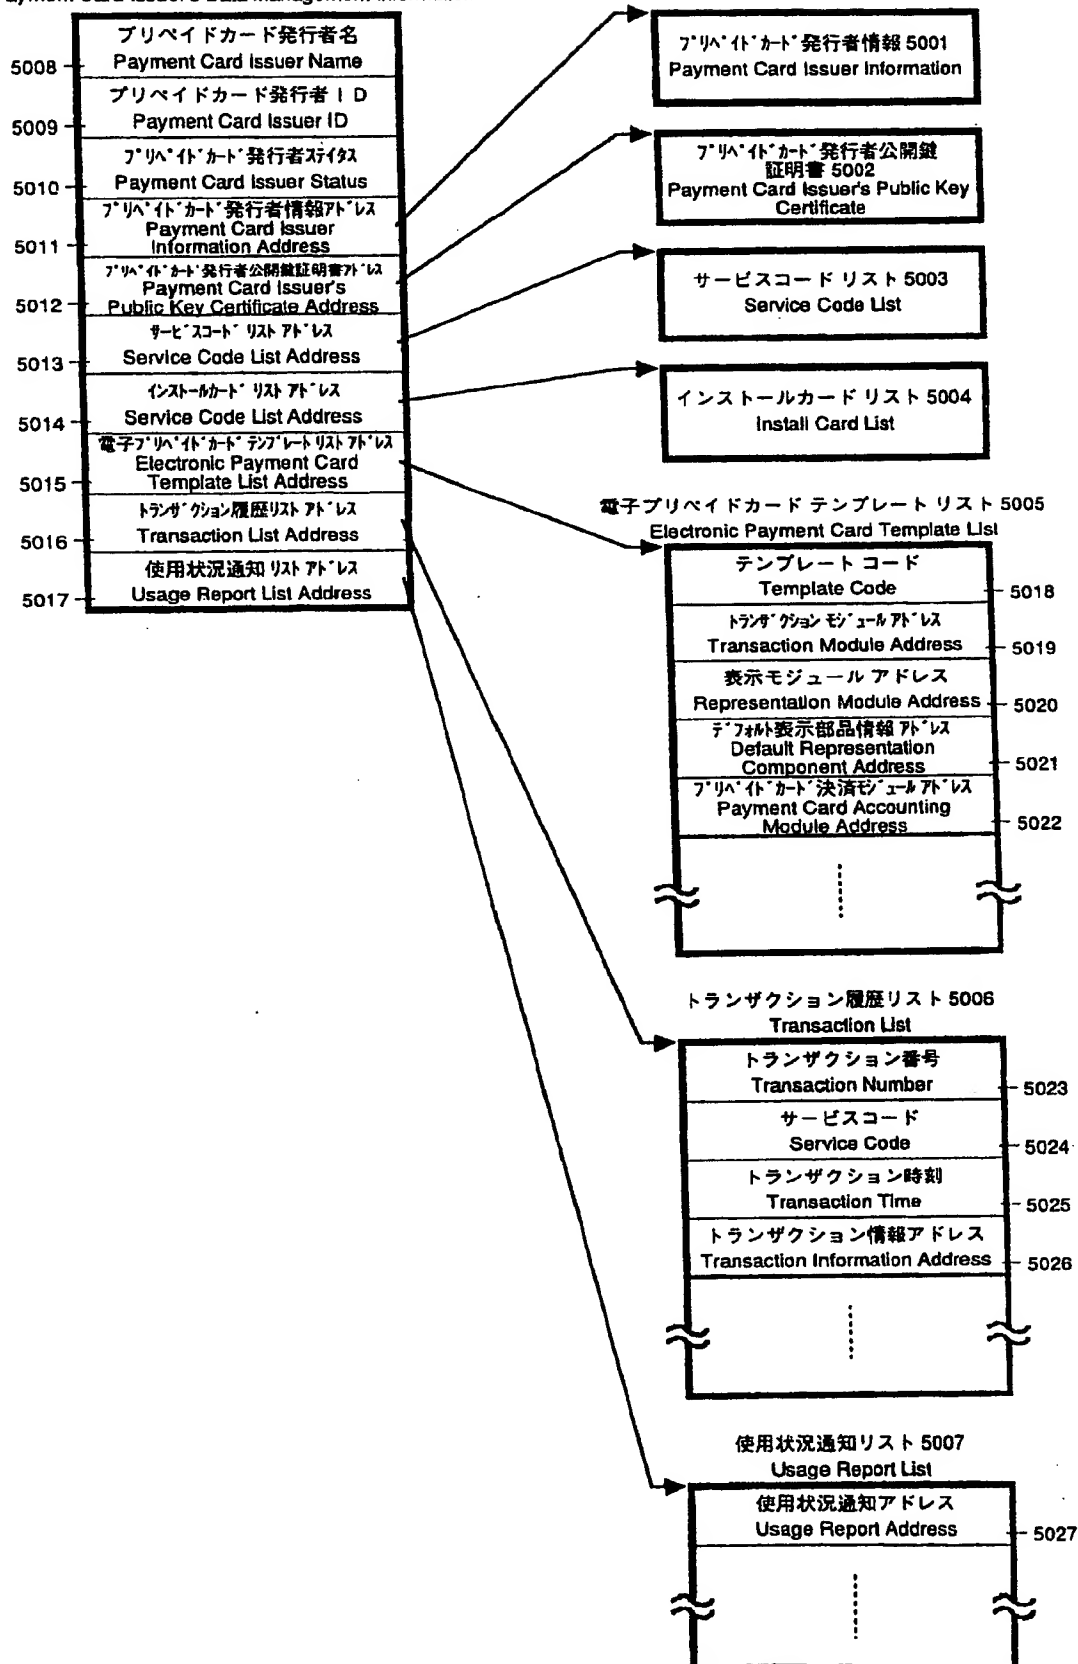 Payment Card Issuer's Data Management
プリペイドカード発行者名
5008
Payment Card Issuer Name
プリペイドカード発行者ID
5009
Payment Card Issuer ID
プリペイドカード発行者ステイタス
5010
Payment Card Issuer Status
プリペイドカード発行者情報アドレス
Payment Card Issuer
5011
Information Address
プリペイドカード発行者公開鍵証明書アドレス
Payment Card Issuer's
5012
Public Key Certificate Address
サービスコード リスト アドレス
5013
Service Code List Address
インストールカード リスト アドレス
5014
Service Code List Address
電子プリペイドカード テンプレート リスト アドレス
Electronic Payment Card
5015
Template List Address
トランザクション履歴リスト アドレス
5016
Transaction List Address
使用状況通知 リスト アドレス
5017
Usage Report List Address
プリペイドカード発行者情報 5001
Payment Card Issuer Information
プリペイドカード発行者公開鍵
証明書 5002
Payment Card Issuer's Public Key
Certificate
サービスコード リスト 5003
Service Code List
インストールカード リスト 5004
Install Card List
電子プリペイドカード テンプレート リスト 5005
Electronic Payment Card Template List
テンプレート コード
Template Code
5018
トランザクション モジュール アドレス
Transaction Module Address
5019
表示モジュール アドレス
Representation Module Address
5020
デフォルト表示部品情報 アドレス
Default Representation
Component Address
5021
プリペイドカード決済モジュール アドレス
Payment Card Accounting
Module Address
5022
トランザクション履歴リスト 5006
Transaction List
トランザクション番号
Transaction Number
5023
サービスコード
Service Code
5024
トランザクション時刻
Transaction Time
5025
トランザクション情報アドレス
Transaction Information Address
5026
使用状況通知リスト 5007
Usage Report List
使用状況通知アドレス
Usage Report Address
5027